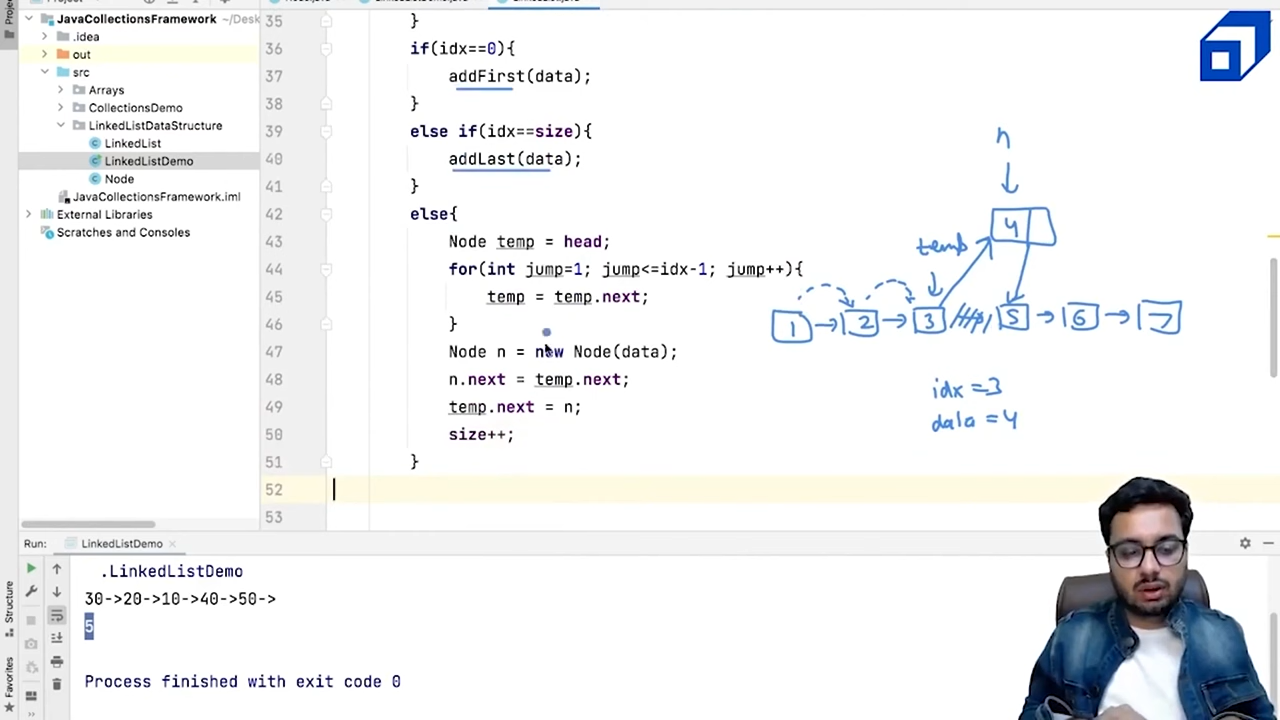 JavaCollectionsFramework ~/Desk
.idea
out
src
Arrays
CollectionsDemo
LinkedListDataStructure
LinkedList
LinkedListDemo
Node
JavaCollectionsFramework.iml
External Libraries
Scratches and Consoles
35 }
36 if(idx==0){
37 addFirst(data);
38 }
39 else if(idx==size){
40 addLast(data);
41 }
42 else{
43 Node temp = head;
44 for(int jump=1; jump<=idx-1; jump++){
45 temp = temp.next;
46 }
47 Node n = new Node(data);
48 n.next = temp.next;
49 temp.next = n;
50 size++;
51 }
52
53
n
4
temp
1 2 3 5 6 7
idx =3
data =4
Run: LinkedListDemo
.LinkedListDemo
30->20->10->40->50->
5
Process finished with exit code 0
Structure
Favorites